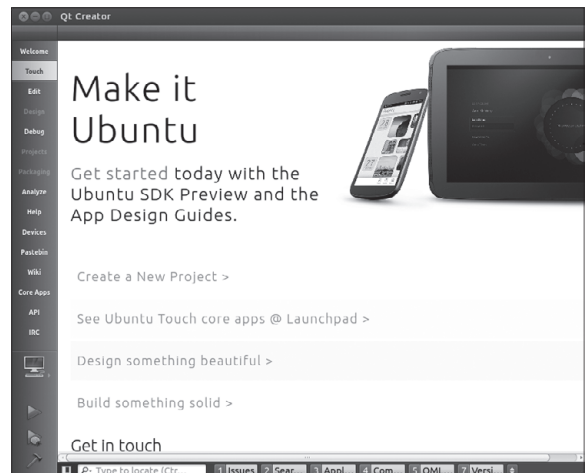 Qt Creator
Welcome
Touch
Edit
Design
Debug
Projects
Packaging
Analyze
Help
Devices
Pastebin
Wiki
Core Apps
API
IRC
Make it
Ubuntu
Get started today with the
Ubuntu SDK Preview and the
App Design Guides.
Create a New Project >
See Ubuntu Touch core apps @ Launchpad >
Design something beautiful >
Build something solid >
Get in touch
Type to locate (Ctr...
1 Issues 2 Sear... 3 Appl... 4 Com... 5 QML... 7 Versi...